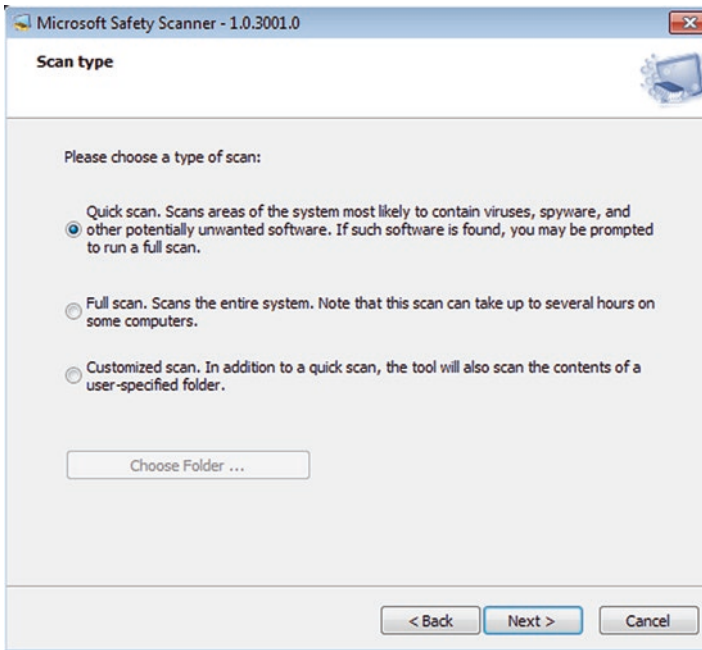 Microsoft Safety Scanner - 1.0.3001.0
Scan type
Please choose a type of scan:
Quick scan. Scans areas of the system most likely to contain viruses, spyware, and
other potentially unwanted software. If such software is found, you may be prompted
to run a full scan.
Full scan. Scans the entire system. Note that this scan can take up to several hours on
some computers.
Customized scan. In addition to a quick scan, the tool will also scan the contents of a
user-specified folder.
Choose Folder ...
< Back Next > Cancel